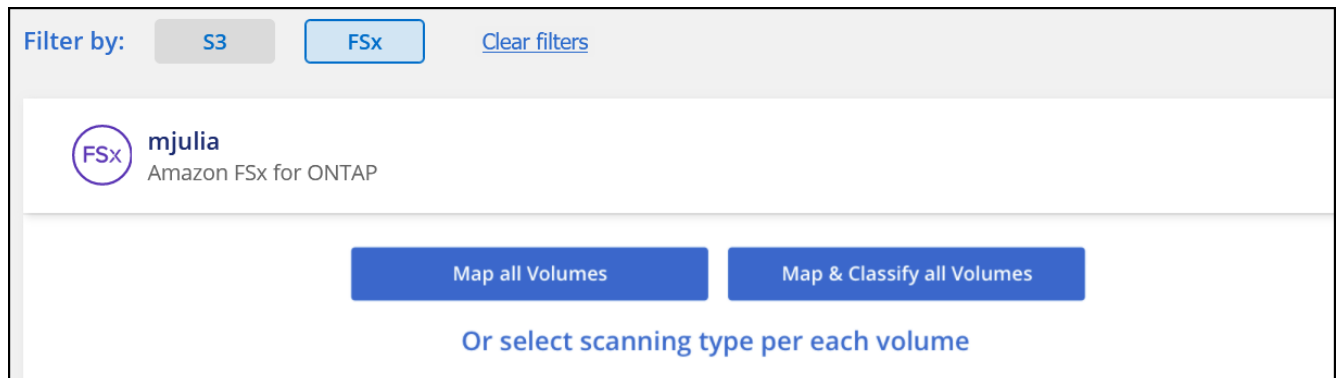 Filter by: S3 FSx Clear filters
FSx mjulia
Amazon FSx for ONTAP
Map all Volumes Map & Classify all Volumes
Or select scanning type per each volume